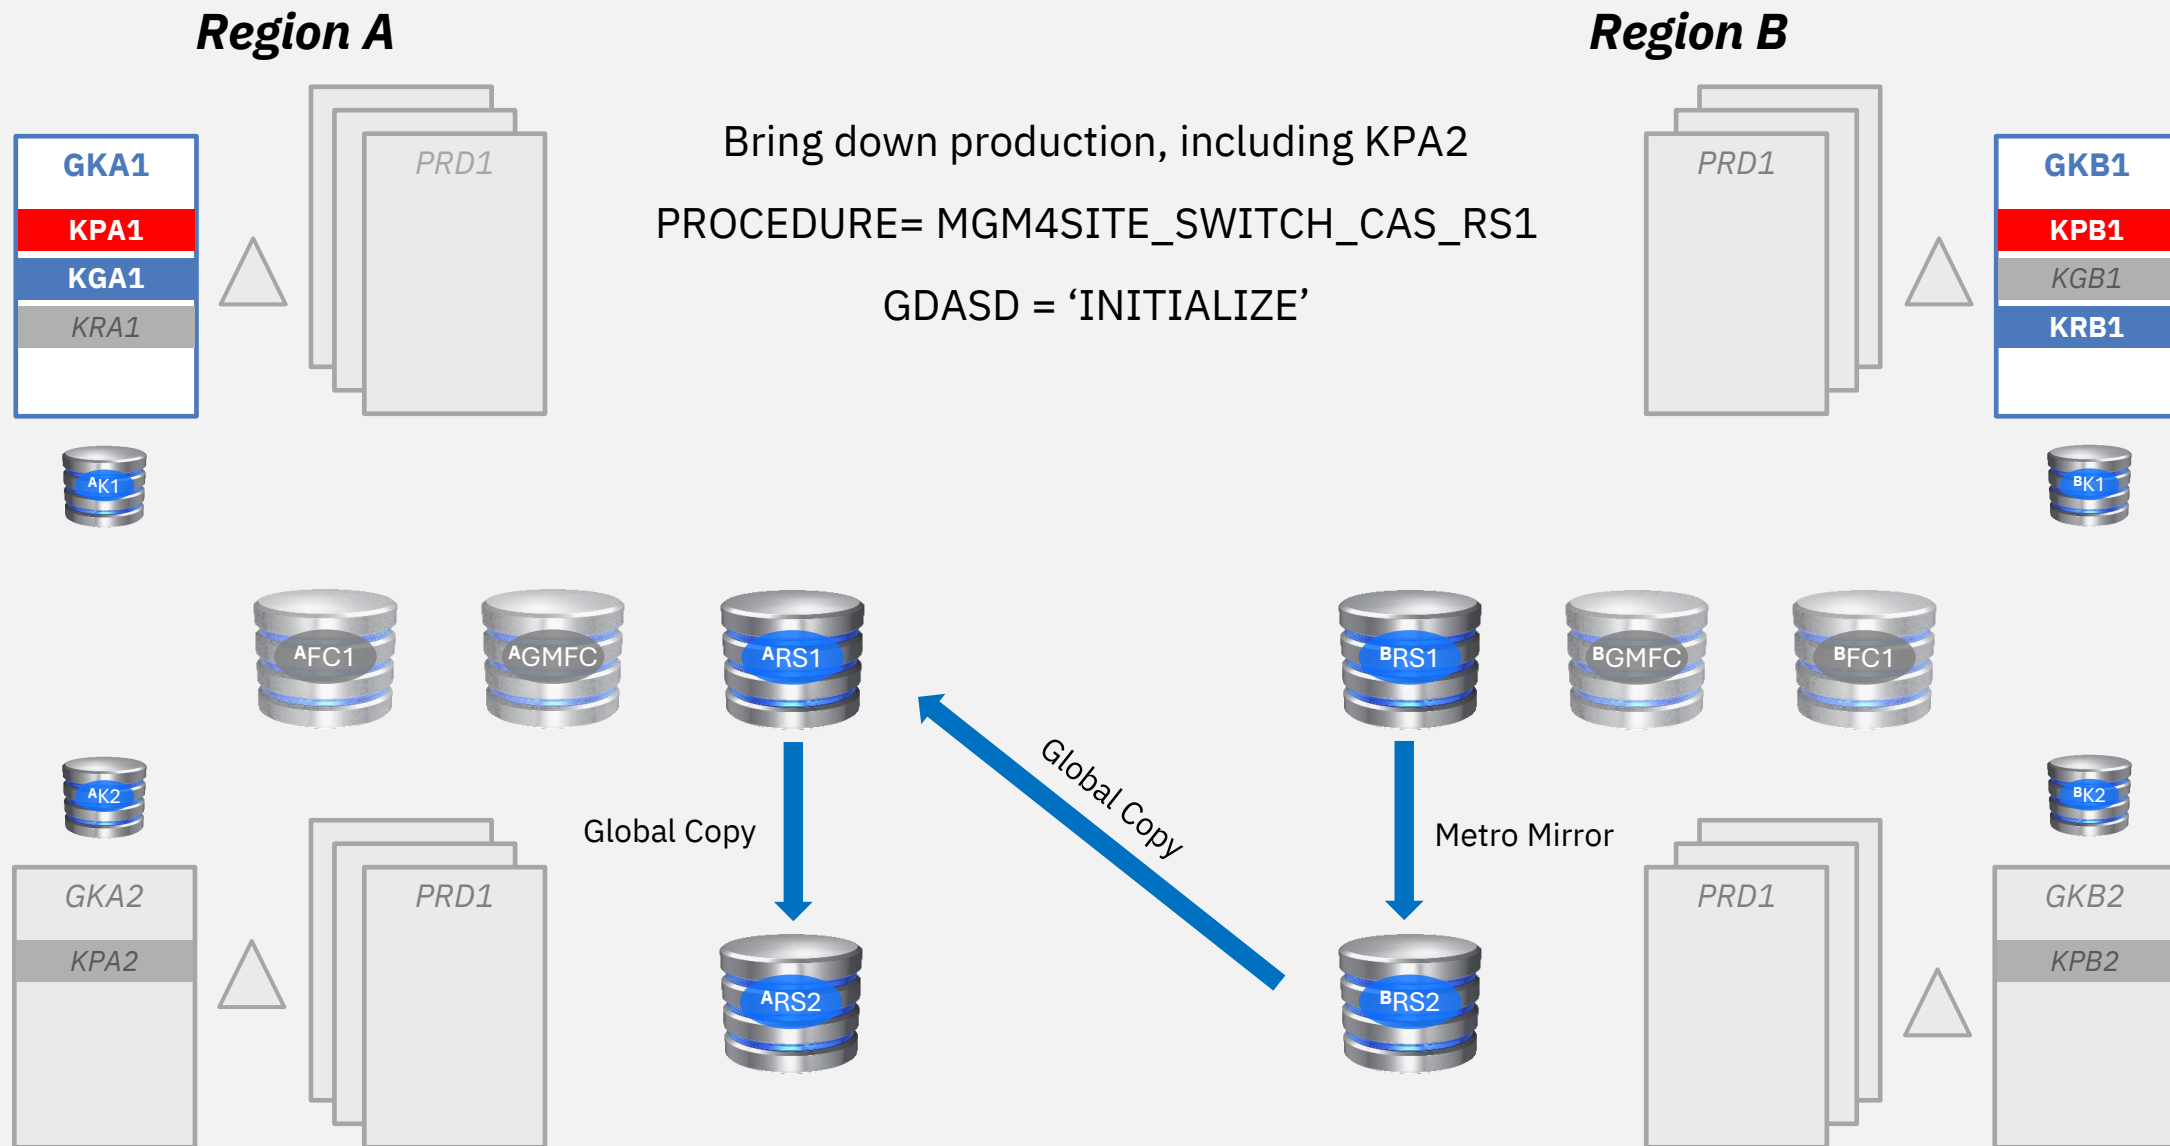 Region A
Region B
Bring down production, including KPA2
PROCEDURE= MGM4SITE_SWITCH_CAS_RS1
GDASD = ‘INITIALIZE’
GKA1
KPA1
KGA1
KRA1
PRD1
PRD1
GKB1
KPB1
KGB1
KRB1
AK1
BK1
AFC1
AGMFC
ARS1
BRS1
BGMFC
BFC1
AK2
BK2
Global Copy
Global Copy
Metro Mirror
GKA2
KPA2
PRD1
ARS2
BRS2
PRD1
GKB2
KPB2